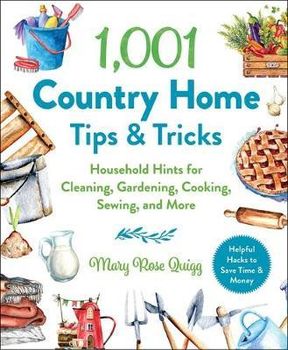 1,001
Country Home
Tips & Tricks
Household Hints for
Cleaning, Gardening, Cooking,
Sewing, and More
Mary Rose Quigg
Helpful
Hacks to
Save Time &
Money